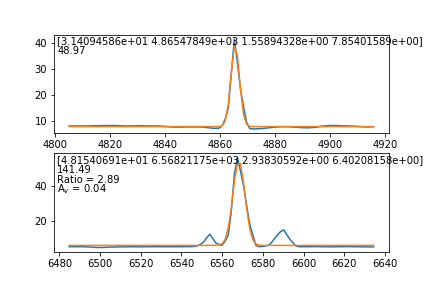 [3.14094586e+01 4.86547849e+03 1.55894328e+00 7.85401589e+00]
48.97
40
30
20
10
4800 4820 4840 4860 4880 4900 4920
[4.81540691e+01 6.56821175e+03 2.93830592e+00 6.40208158e+00]
141.49
Ratio = 2.89
Av = 0.04
40
20
6480 6500 6520 6540 6560 6580 6600 6620 6640